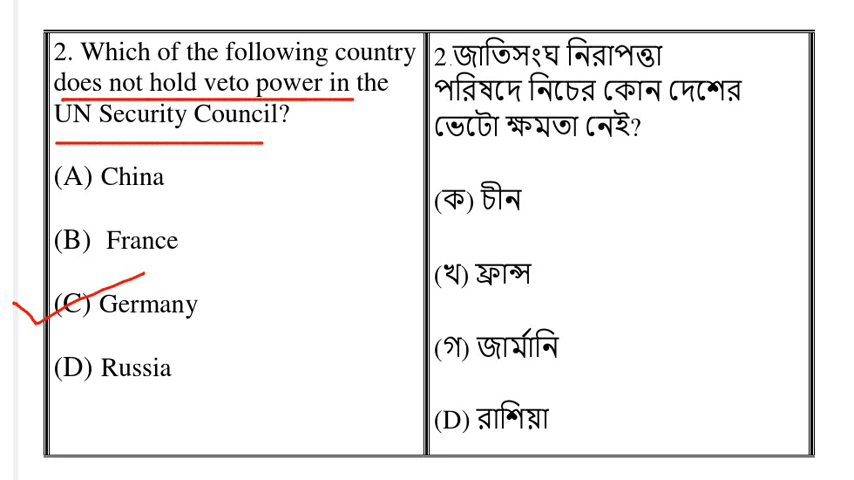 2. Which of the following country
does not hold veto power in the
UN Security Council?
(A) China
(B) France
(C) Germany
(D) Russia
2.জাতিসংঘ নিরাপত্তা
পরিষদে নিচের কোন দেশের
ভেটো ক্ষমতা নেই?
(ক) চীন
(খ) ফ্রান্স
(গ) জার্মানি
(D) রাশিয়া